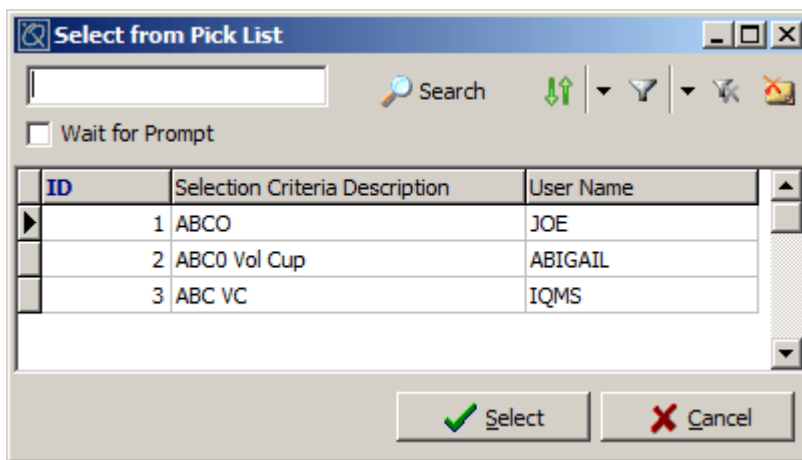 Select from Pick List
Search
Wait for Prompt
ID Selection Criteria Description User Name
1 ABCO JOE
2 ABC0 Vol Cup ABIGAIL
3 ABC VC IQMS
Select Cancel